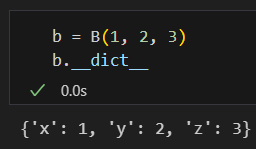 b = B(1, 2, 3)
b.__dict__
✓ 0.0s
{'x': 1, 'y': 2, 'z': 3}